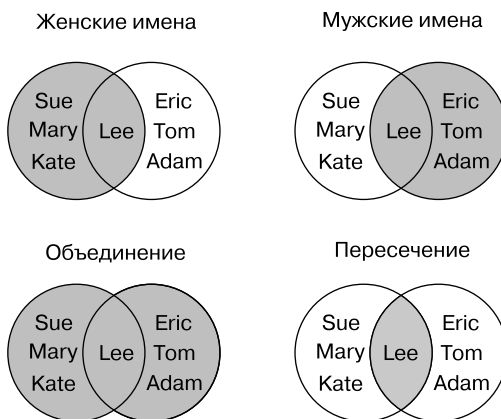 Женские имена
Sue
Mary
Kate
Lee
Eric
Tom
Adam
Мужские имена
Sue
Mary
Kate
Lee
Eric
Tom
Adam
Объединение
Sue
Mary
Kate
Lee
Eric
Tom
Adam
Пересечение
Sue
Mary
Kate
Lee
Eric
Tom
Adam